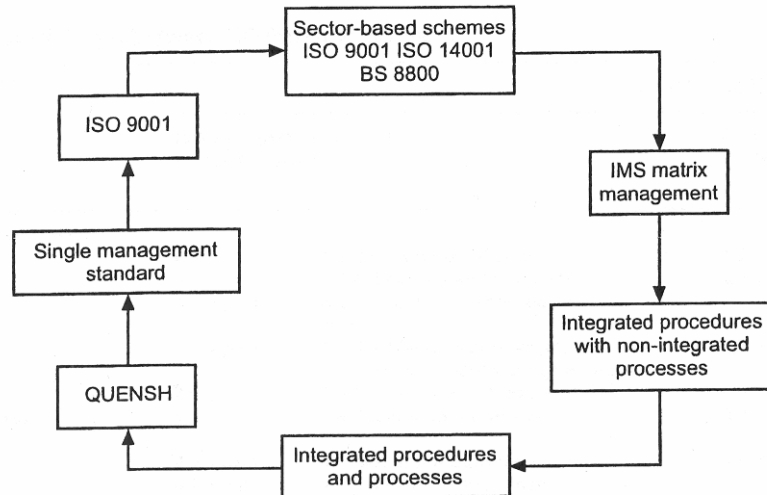 Sector-based schemes
ISO 9001 ISO 14001
BS 8800
ISO 9001
IMS matrix
management
Single management
standard
Integrated procedures
with non-integrated
processes
QUENSH
Integrated procedures
and processes